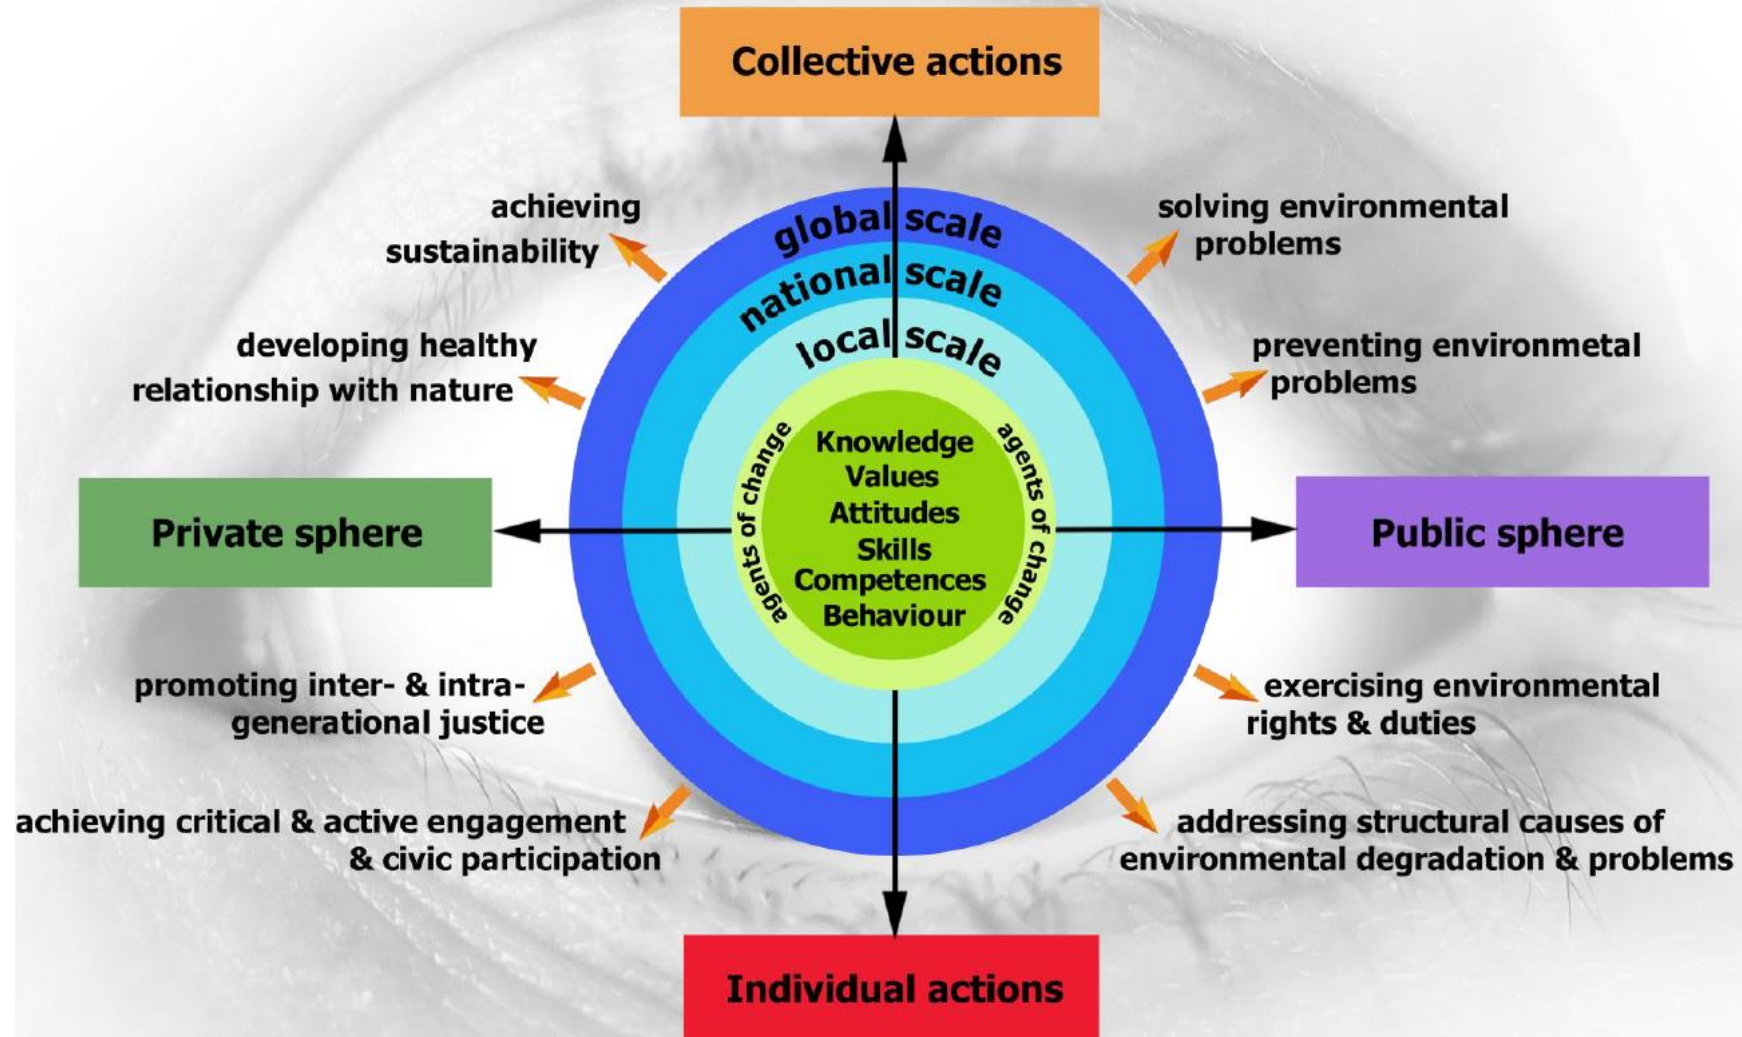 Collective actions
achieving
sustainability
solving environmental
problems
global scale
national scale
local scale
developing healthy
relationship with nature
preventing environmetal
problems
agents of change
Knowledge
Values
Attitudes
Skills
Competences
Behaviour
agents of change
Private sphere
Public sphere
promoting inter- & intra-
generational justice
exercising environmental
rights & duties
achieving critical & active engagement
& civic participation
addressing structural causes of
environmental degradation & problems
Individual actions